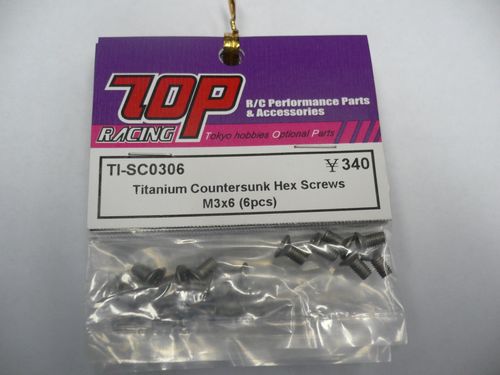 TOP
RACING
R/C Performance Parts
& Accessories
Tokyo hobbies Optional Parts
TI-SC0306
¥ 340
Titanium Countersunk Hex Screws
M3x6 (6pcs)